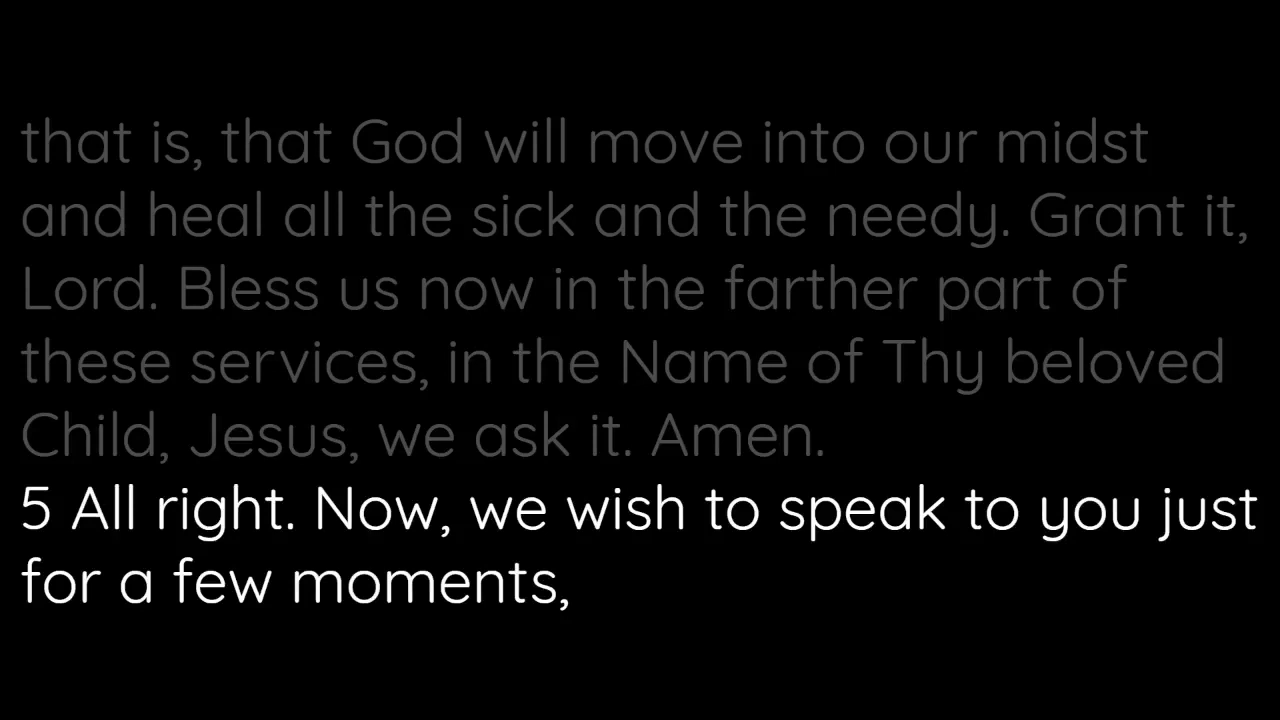 that is, that God will move into our midst
and heal all the sick and the needy. Grant it,
Lord. Bless us now in the farther part of
these services, in the Name of Thy beloved
Child, Jesus, we ask it. Amen.
5 All right. Now, we wish to speak to you just
for a few moments,